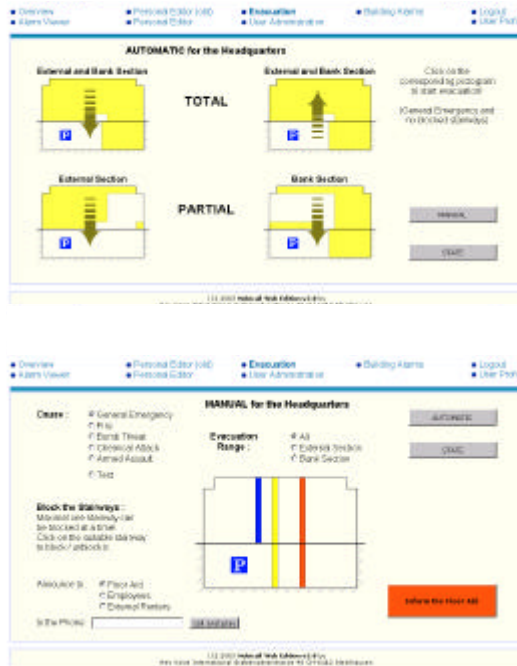 Overview
Personal Editor (old)
Evacuation
Building Alarms
Logout
Alarm Viewer
Personal Editor
User Administration
User Profi
AUTOMATIC for the Headquarters
External and Bank Section
External and Bank Section
Click on the
corresponding pictogram
to start evacuation!
TOTAL
(General Emergency and
no blocked stairways)
P
P
External Section
Bank Section
PARTIAL
MANUAL
P
P
STATE
Overview
Personal Editor (old)
Evacuation
Building Alarms
Logout
Alarm Viewer
Personal Editor
User Administration
User Profi
MANUAL for the Headquarters
Cause :
General Emergency
Fire
Bomb Threat
Chemical Attack
Armed Assault
Test
Evacuation
Range :
All
External Section
Bank Section
AUTOMATIC
STATE
Block the Stairways :
Maximal one stairway can
be blocked at a time!
Click on the suitable stairway
to block / unblock it
P
Announce to
Floor Aid
Employees
External Renters
Inform the Floor Aid
to the Phone